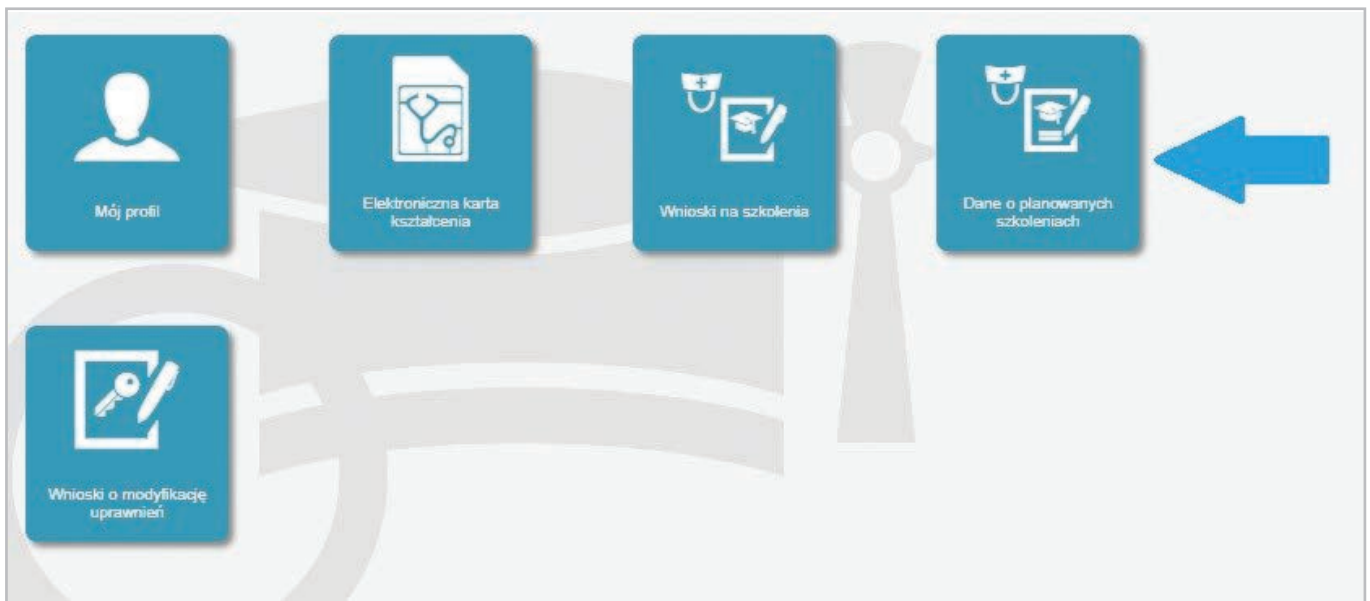 Mój profil
Elektroniczna karta
kształcenia
Wnioski na szkolenia
Dane o planowanych
szkoleniach
Wnioski o modyfikację
uprawnień